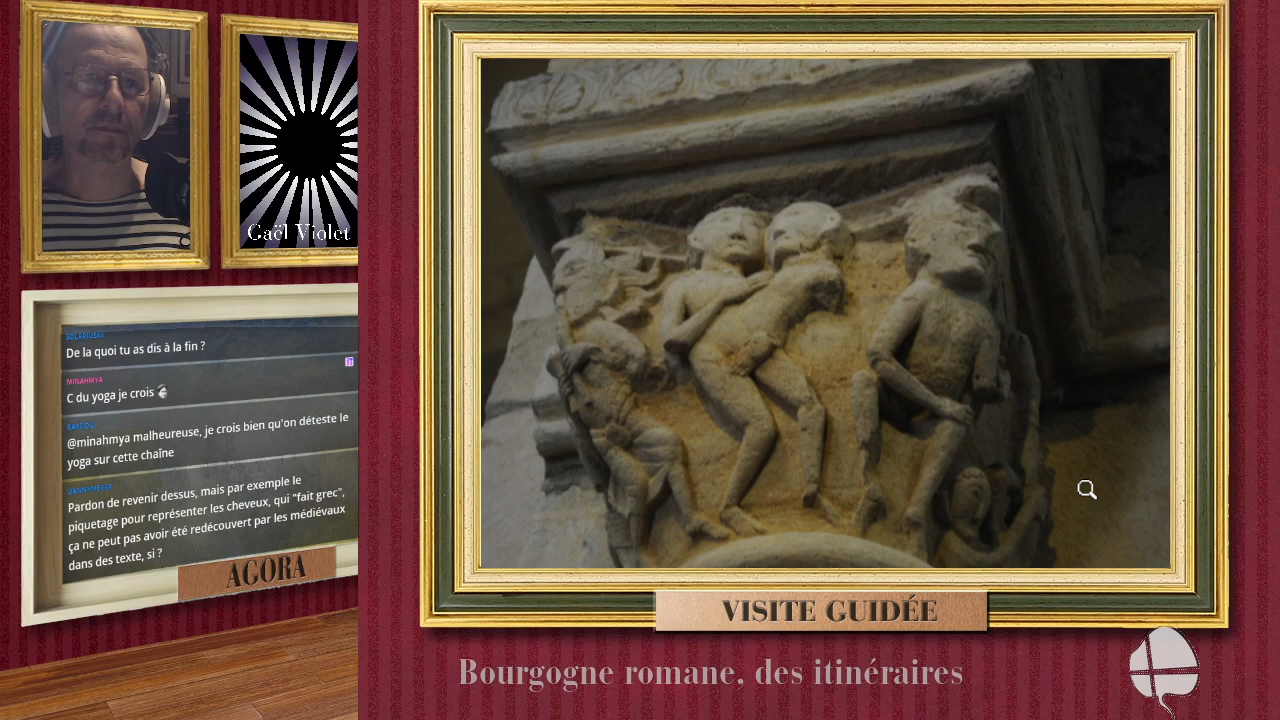 Gaël Violet
SOLARIUS64
De la quoi tu as dis à la fin ?
MINAHMYA
C du yoga je crois
@minahmya malheureuse, je crois bien qu'on déteste le
yoga sur cette chaîne
DANNYMERRR
Pardon de revenir dessus, mais par exemple le
piquetage pour représenter les cheveux, qui "fait grec",
ça ne peut pas avoir été redécouvert par les médiévaux
dans des texte, si ?
AGORA
VISITE GUIDÉE
Bourgogne romane, des itinéraires